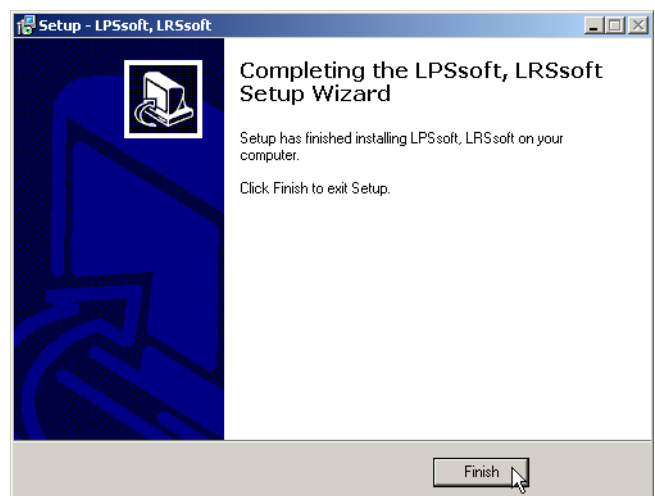 Setup - LPSsoft, LRSsoft
Completing the LPSsoft, LRSsoft
Setup Wizard
Setup has finished installing LPSsoft, LRSsoft on your
computer.
Click Finish to exit Setup.
Finish